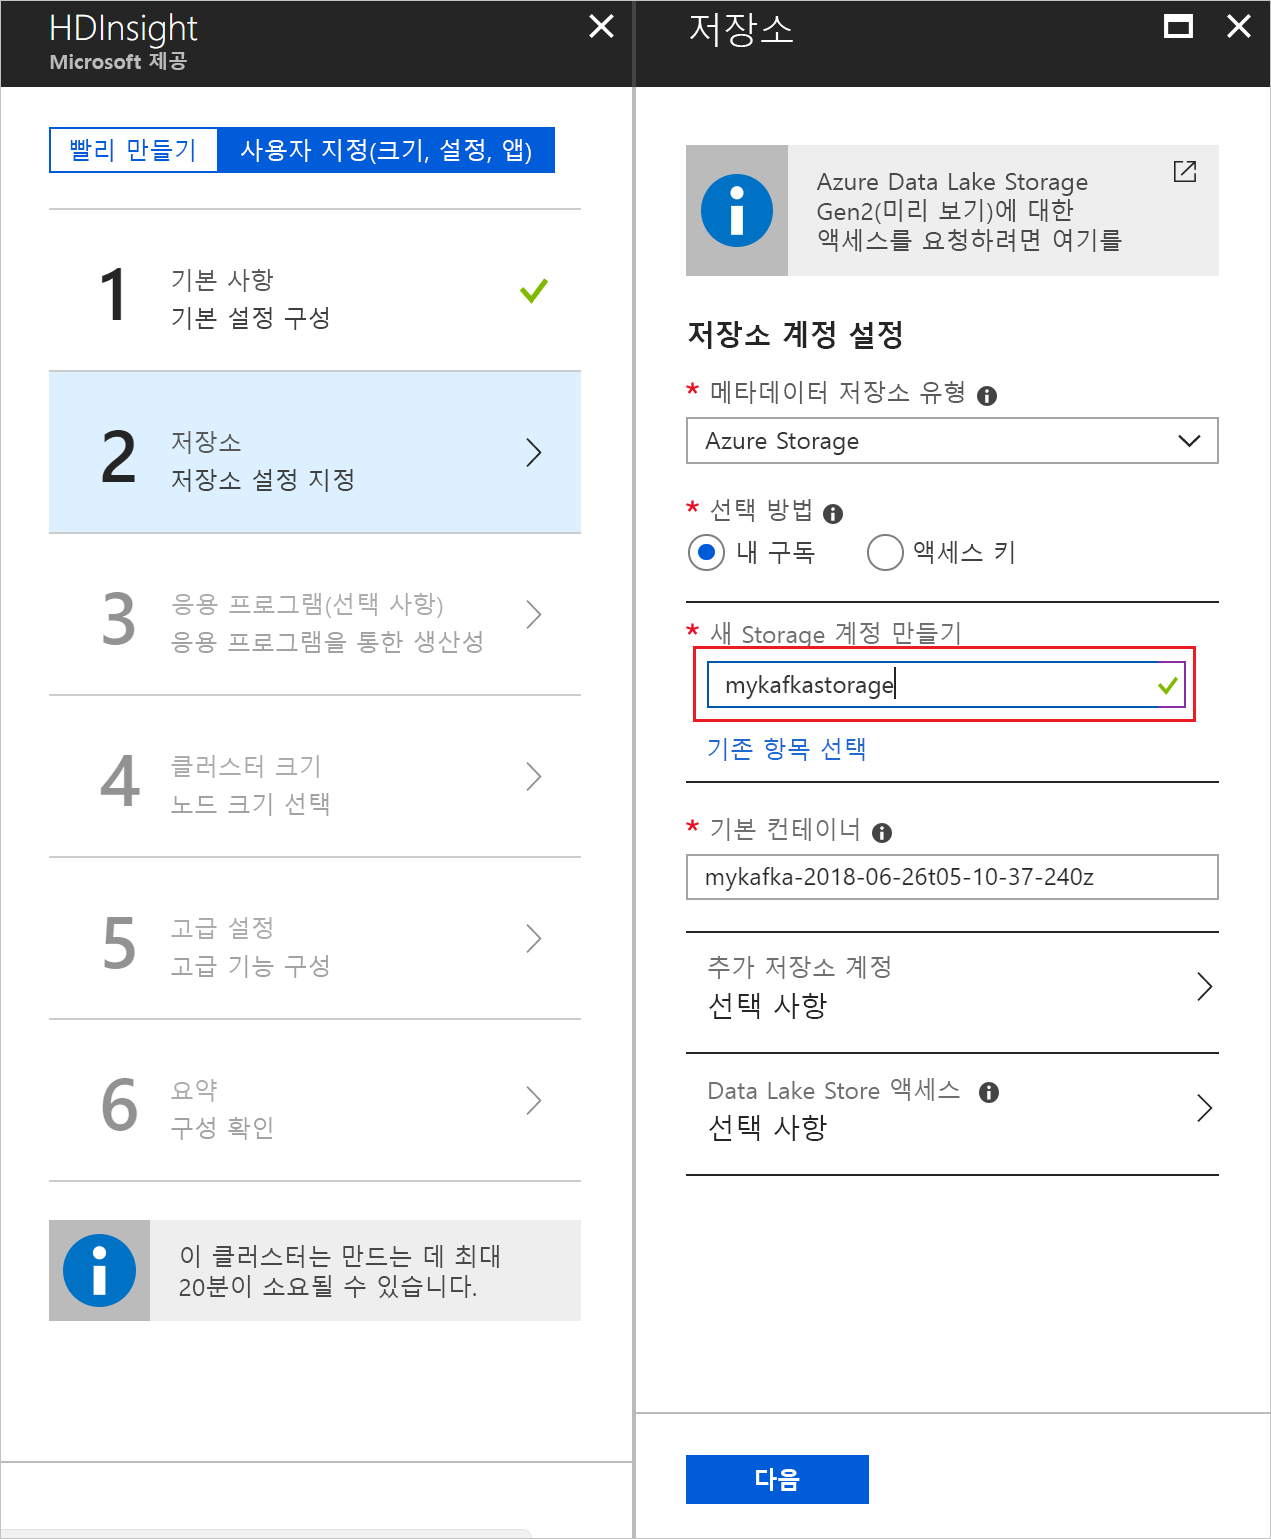 HDInsight
Microsoft 제공
빨리 만들기
사용자 지정(크기, 설정, 앱)
1
기본 사항
기본 설정 구성
2
저장소
저장소 설정 지정
3
응용 프로그램(선택 사항)
응용 프로그램을 통한 생산성
4
클러스터 크기
노드 크기 선택
5
고급 설정
고급 기능 구성
6
요약
구성 확인
이 클러스터는 만드는 데 최대
20분이 소요될 수 있습니다.
저장소
Azure Data Lake Storage
Gen2(미리 보기)에 대한
액세스를 요청하려면 여기를
저장소 계정 설정
* 메타데이터 저장소 유형
Azure Storage
* 선택 방법
내 구독
액세스 키
* 새 Storage 계정 만들기
mykafkastorage
기존 항목 선택
* 기본 컨테이너
mykafka-2018-06-26t05-10-37-240z
추가 저장소 계정
선택 사항
Data Lake Store 액세스
선택 사항
다음